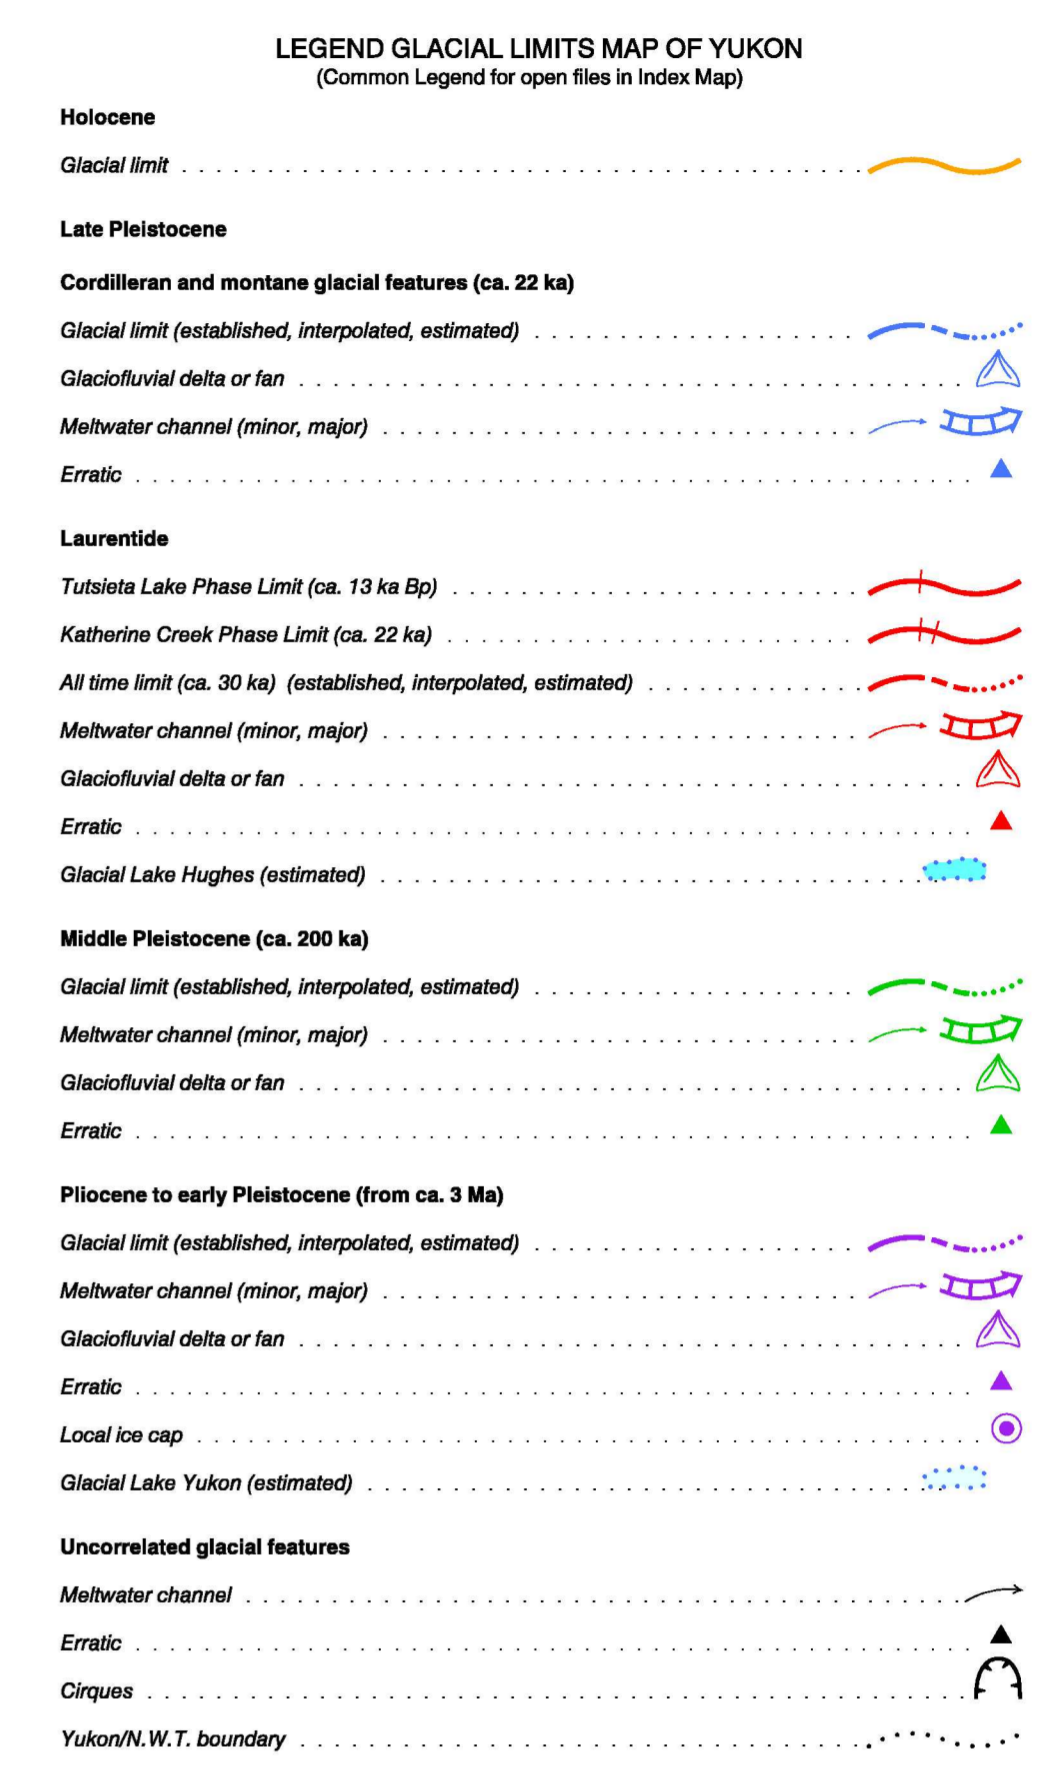 LEGEND GLACIAL LIMITS MAP OF YUKON
(Common Legend for open files in Index Map)
Holocene
Glacial limit
Late Pleistocene
Cordilleran and montane glacial features (ca. 22 ka)
Glacial limit (established, interpolated, estimated)
Glaciofluvial delta or fan
Meltwater channel (minor, major)
Erratic
Laurentide
Tutsieta Lake Phase Limit (ca. 13 ka Bp)
Katherine Creek Phase Limit (ca. 22 ka)
All time limit (ca. 30 ka) (established, interpolated, estimated)
Meltwater channel (minor, major)
Glaciofluvial delta or fan
Erratic
Glacial Lake Hughes (estimated)
Middle Pleistocene (ca. 200 ka)
Glacial limit (established, interpolated, estimated)
Meltwater channel (minor, major)
Glaciofluvial delta or fan
Erratic
Pliocene to early Pleistocene (from ca. 3 Ma)
Glacial limit (established, interpolated, estimated)
Meltwater channel (minor, major)
Glaciofluvial delta or fan
Erratic
Local ice cap
Glacial Lake Yukon (estimated)
Uncorrelated glacial features
Meltwater channel
Erratic
Cirques
Yukon/N.W.T. boundary